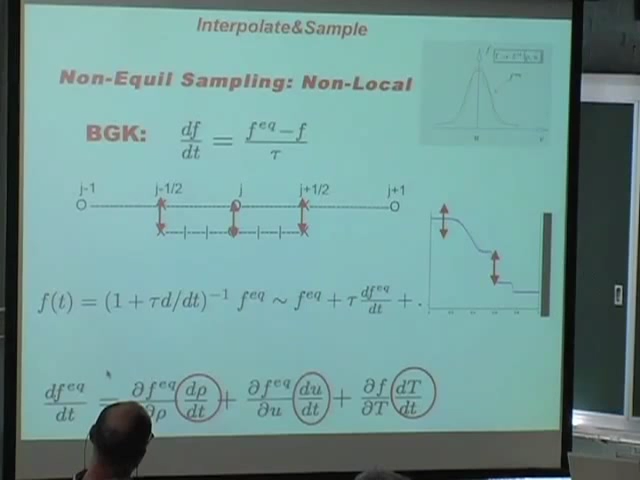 Interpolate&Sample
Non-Equil Sampling: Non-Local
BGK: df/dt = (f^eq − f)/τ
j-1 j-1/2 j j+1/2 j+1
f(t) = (1 + τd/dt)^−1 f^eq ∼ f^eq + τ df^eq/dt + .
df^eq/dt = ∂f^eq/∂ρ dρ/dt + ∂f^eq/∂u du/dt + ∂f/∂T dT/dt